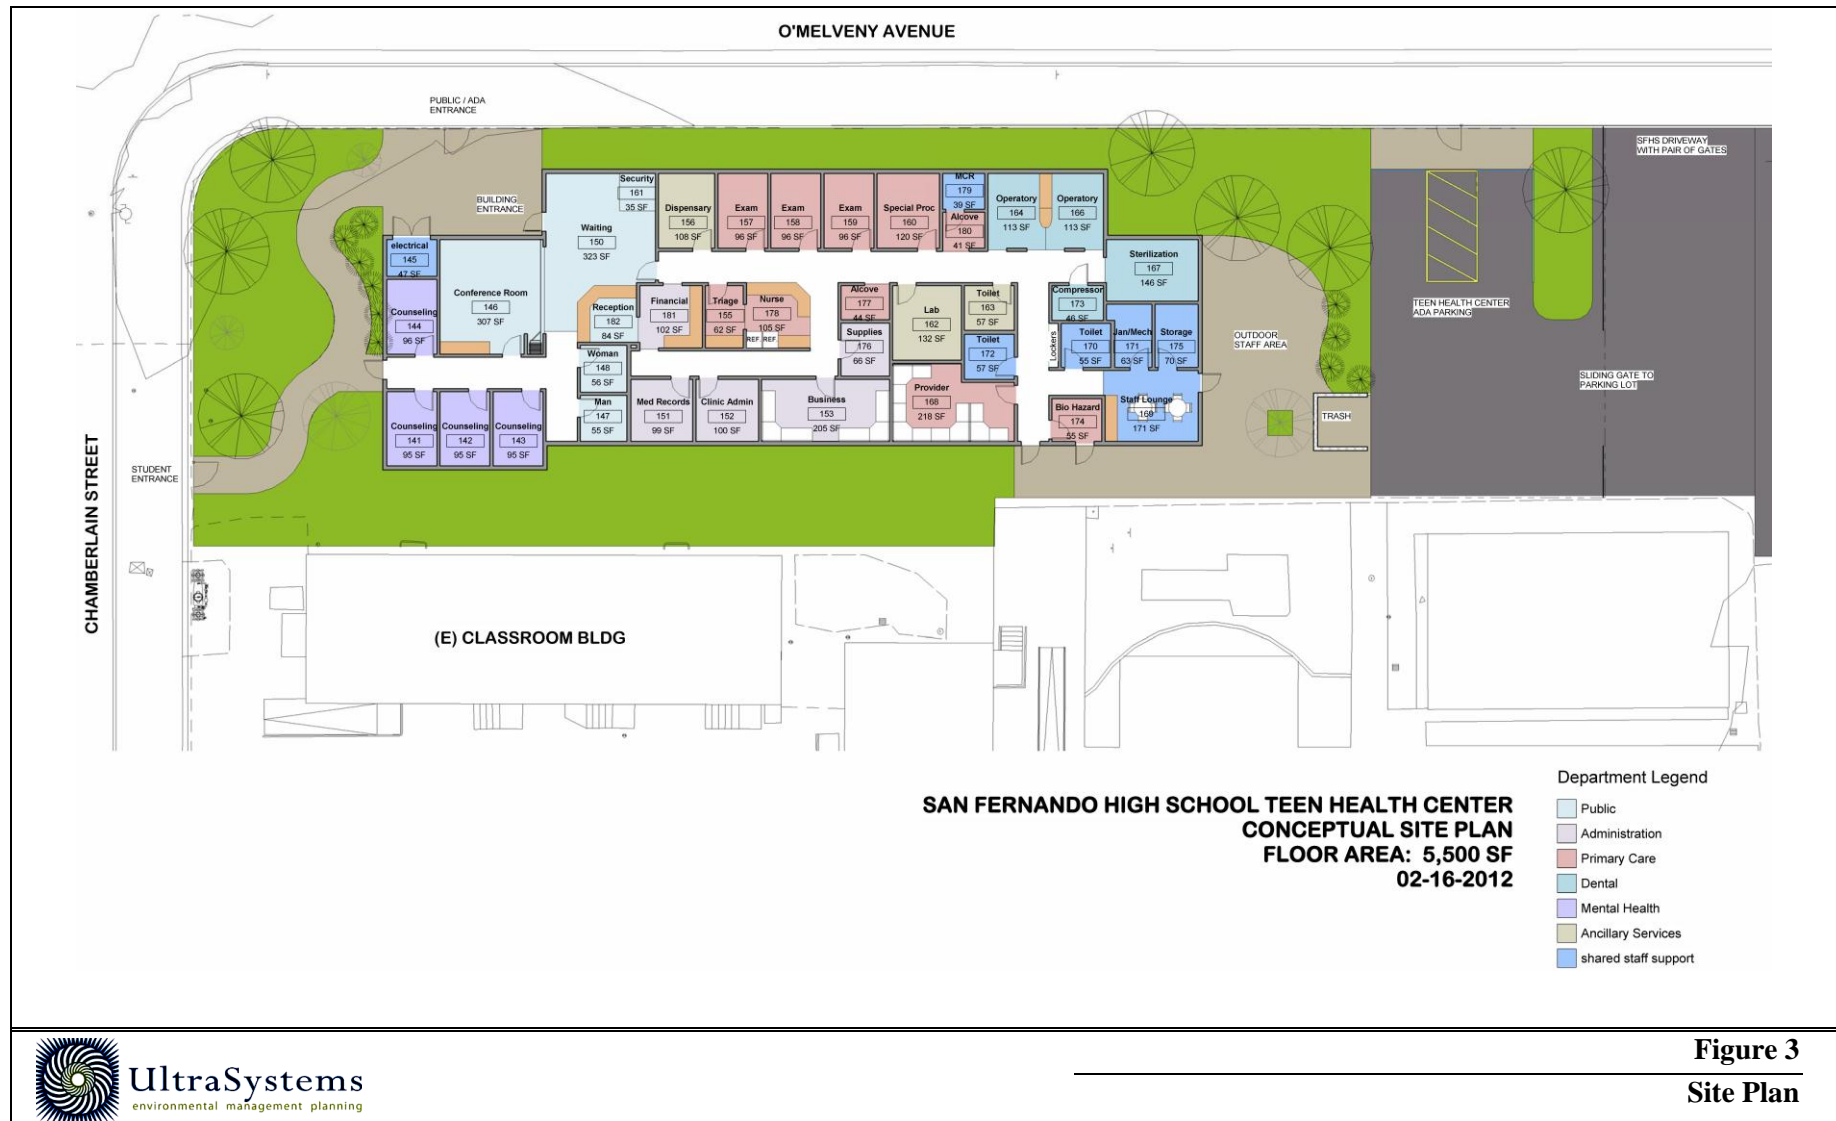 O'MELVENY AVENUE
PUBLIC / ADA
ENTRANCE
SFHS DRIVEWAY
WITH PAIR OF GATES
BUILDING
ENTRANCE
Security
161
35 SF
Waiting
150
323 SF
Dispensary
156
108 SF
Exam
157
96 SF
Exam
158
96 SF
Exam
159
96 SF
Special Proc
160
120 SF
MCR
179
39 SF
Alcove
180
41 SF
Operatory
164
113 SF
Operatory
166
113 SF
electrical
145
47 SF
Conference Room
146
307 SF
Counseling
144
96 SF
Reception
182
84 SF
Financial
181
102 SF
Triage
155
62 SF
Nurse
178
105 SF
REF.
REF.
Alcove
177
44 SF
Supplies
176
66 SF
Lab
162
132 SF
Toilet
163
57 SF
Toilet
172
57 SF
Sterilization
167
146 SF
Compressor
173
46 SF
Lockers
Toilet
170
55 SF
Jan/Mech
171
63 SF
Storage
175
70 SF
Woman
148
56 SF
Man
147
55 SF
Med Records
151
99 SF
Clinic Admin
152
100 SF
Business
153
205 SF
Provider
168
218 SF
Bio Hazard
174
55 SF
Staff Lounge
169
171 SF
Counseling
141
95 SF
Counseling
142
95 SF
Counseling
143
95 SF
OUTDOOR
STAFF AREA
TEEN HEALTH CENTER
ADA PARKING
SLIDING GATE TO
PARKING LOT
TRASH
STUDENT
ENTRANCE
CHAMBERLAIN STREET
(E) CLASSROOM BLDG
SAN FERNANDO HIGH SCHOOL TEEN HEALTH CENTER
CONCEPTUAL SITE PLAN
FLOOR AREA: 5,500 SF
02-16-2012
Department Legend
Public
Administration
Primary Care
Dental
Mental Health
Ancillary Services
shared staff support
UltraSystems
environmental management planning
Figure 3
Site Plan